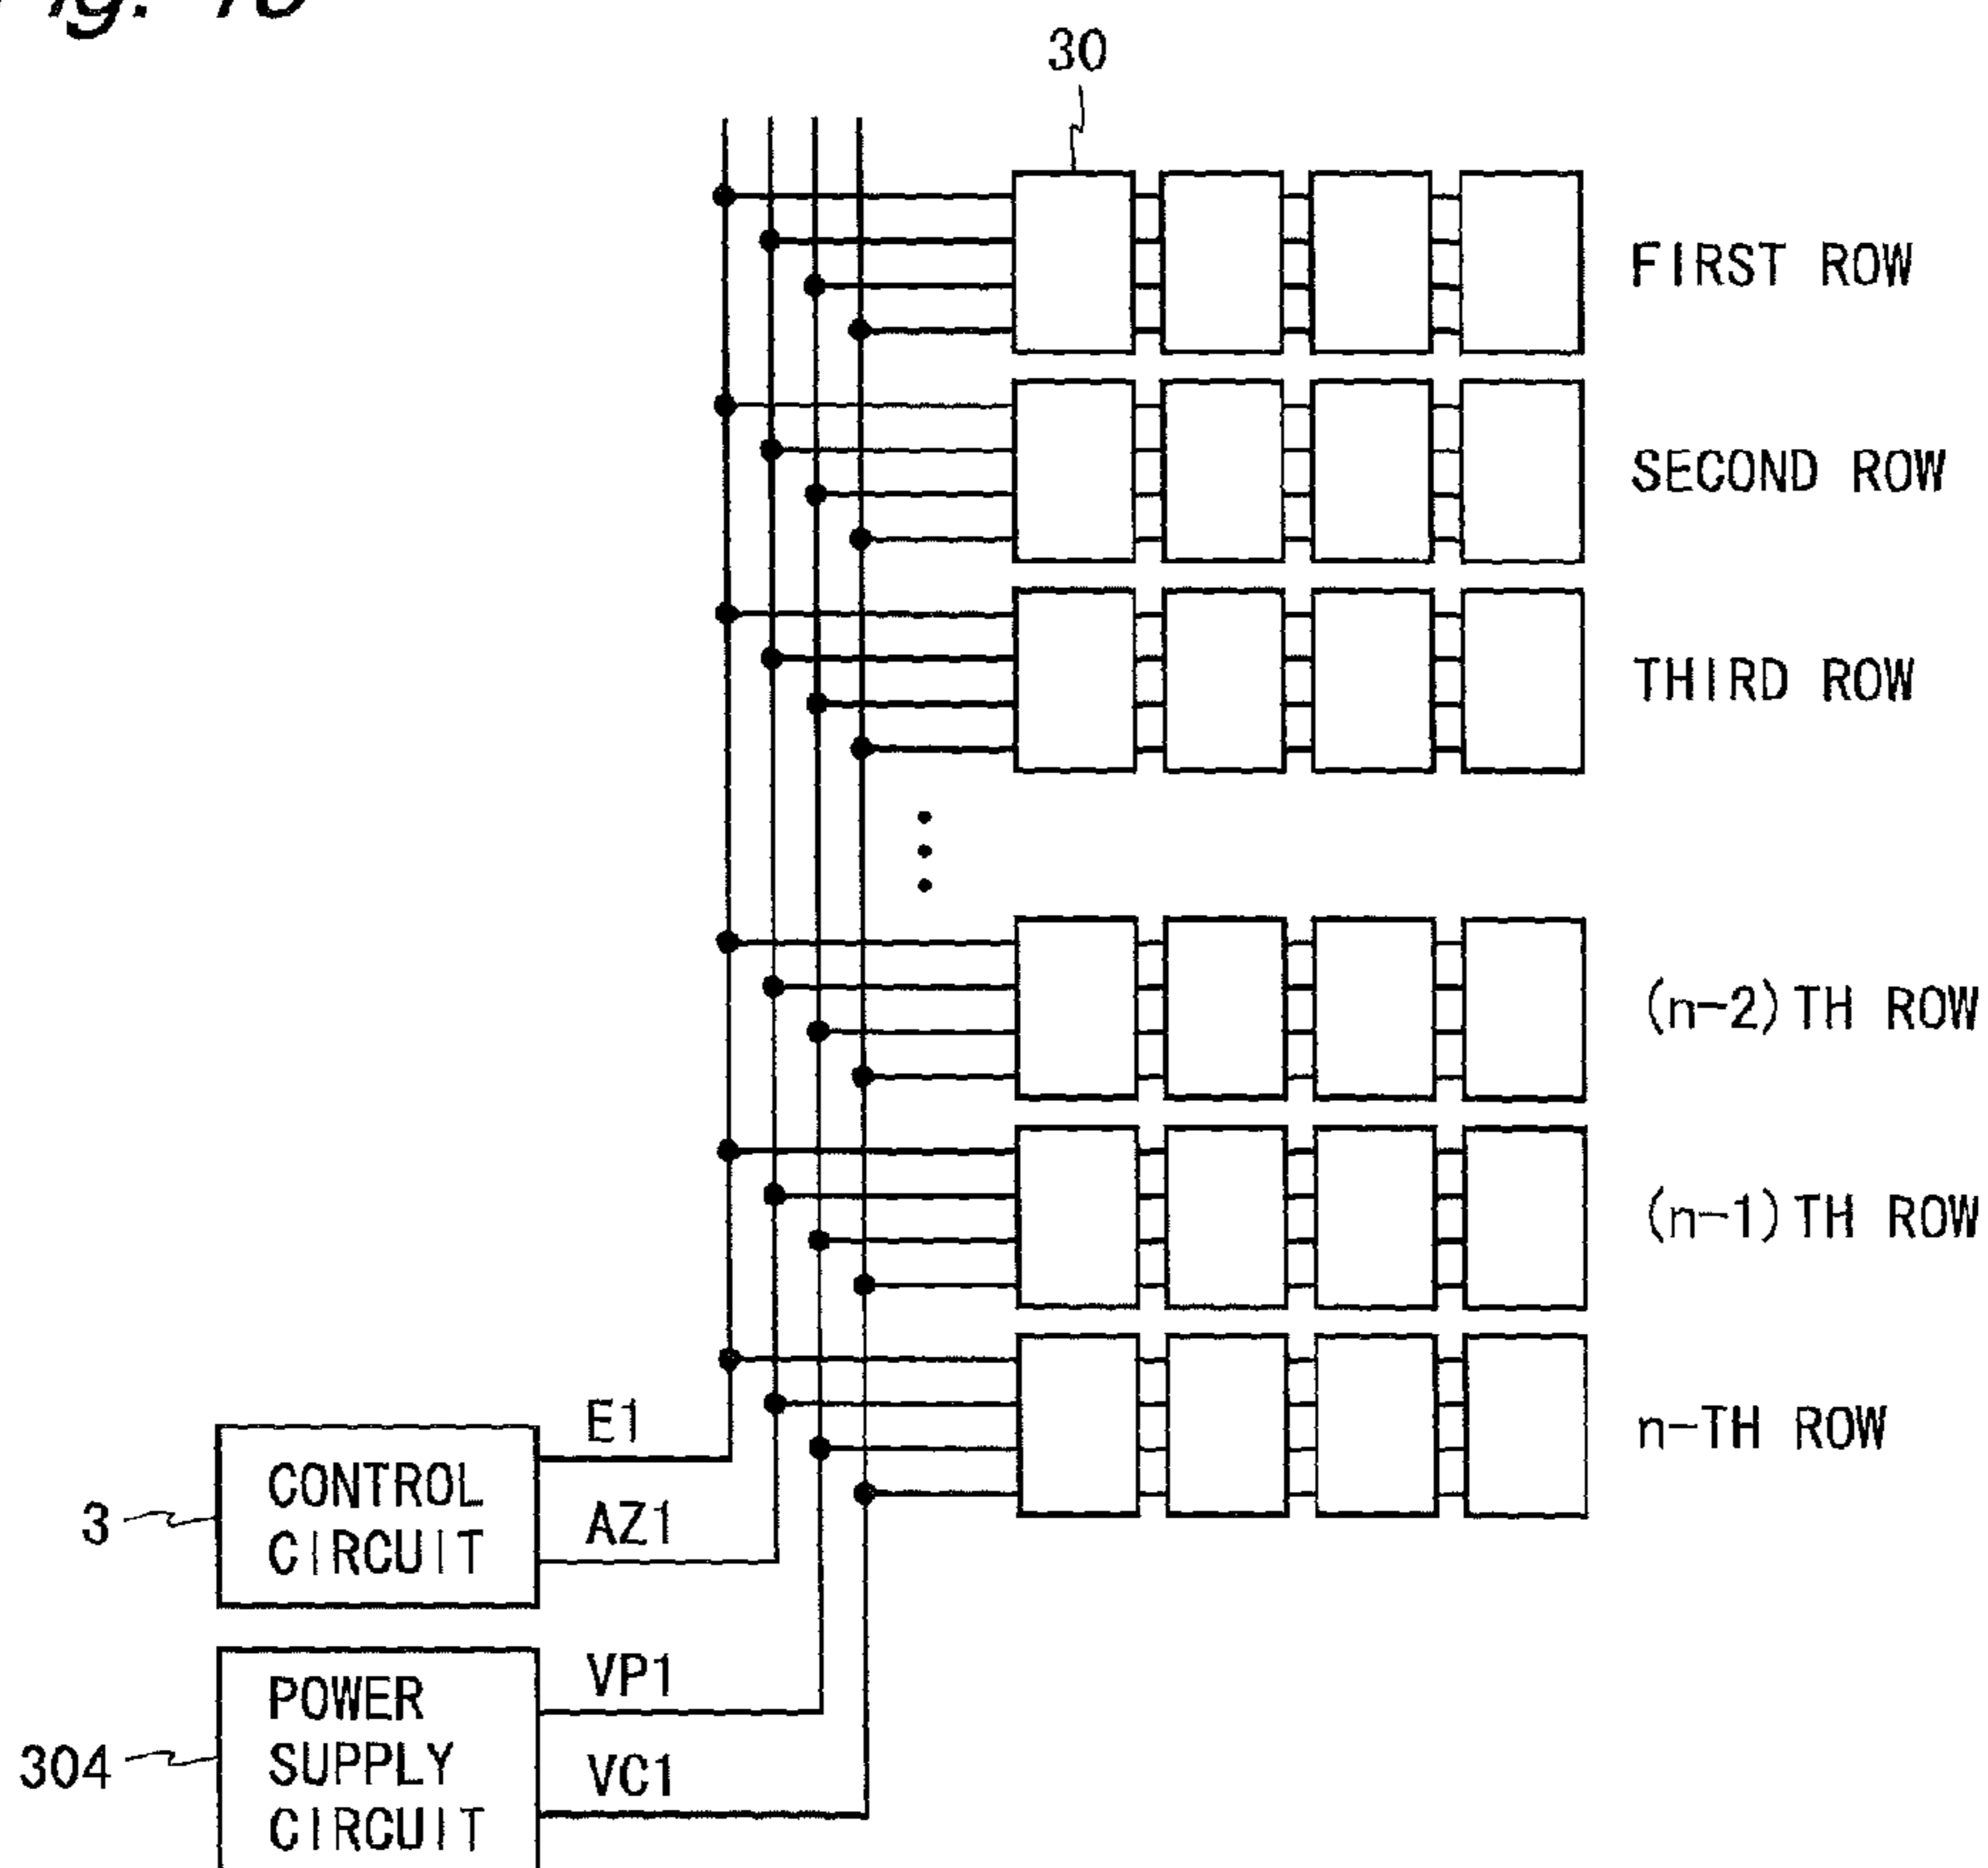 30
FIRST ROW
SECOND ROW
THIRD ROW
(n-2)TH ROW
(n-1)TH ROW
n-TH ROW
E1
AZ1
3
CONTROL
CIRCUIT
VP1
VC1
304
POWER
SUPPLY
CIRCUIT